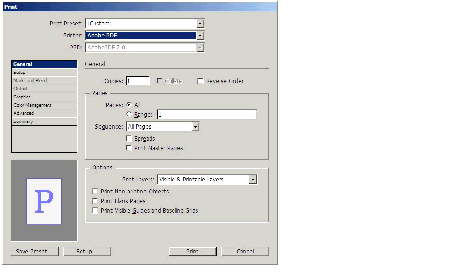 Print
Print Preset: [Custom]
Printer: Adobe PDF
PPD: AdobePDF 7.0
General
Setup
Marks and Bleed
Output
Graphics
Color Management
Advanced
Summary
General
Copies: 1 Collate Reverse Order
Pages
Pages: All
Range: 1
Sequence: All Pages
Spreads
Print Master Pages
Options
Print Layers: Visible & Printable Layers
Print Non-printing Objects
Print Blank Pages
Print Visible Guides and Baseline Grids
P
Save Preset... Setup... Print Cancel